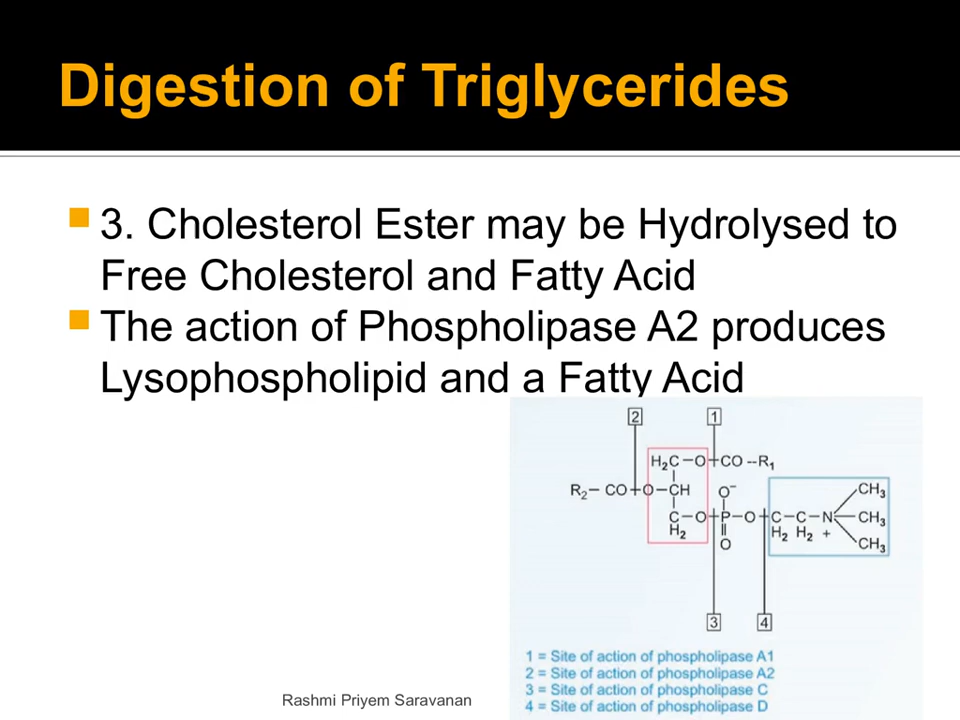 Digestion of Triglycerides
3. Cholesterol Ester may be Hydrolysed to
Free Cholesterol and Fatty Acid
The action of Phospholipase A2 produces
Lysophospholipid and a Fatty Acid
2 1
H₂C–O CO --R₁
R₂– CO O–CH O⁻ CH₃
C–O P–O C–C–N CH₃
H₂ O H₂ H₂ + CH₃
3 4
1 = Site of action of phospholipase A1
2 = Site of action of phospholipase A2
3 = Site of action of phospholipase C
4 = Site of action of phospholipase D
Rashmi Priyem Saravanan